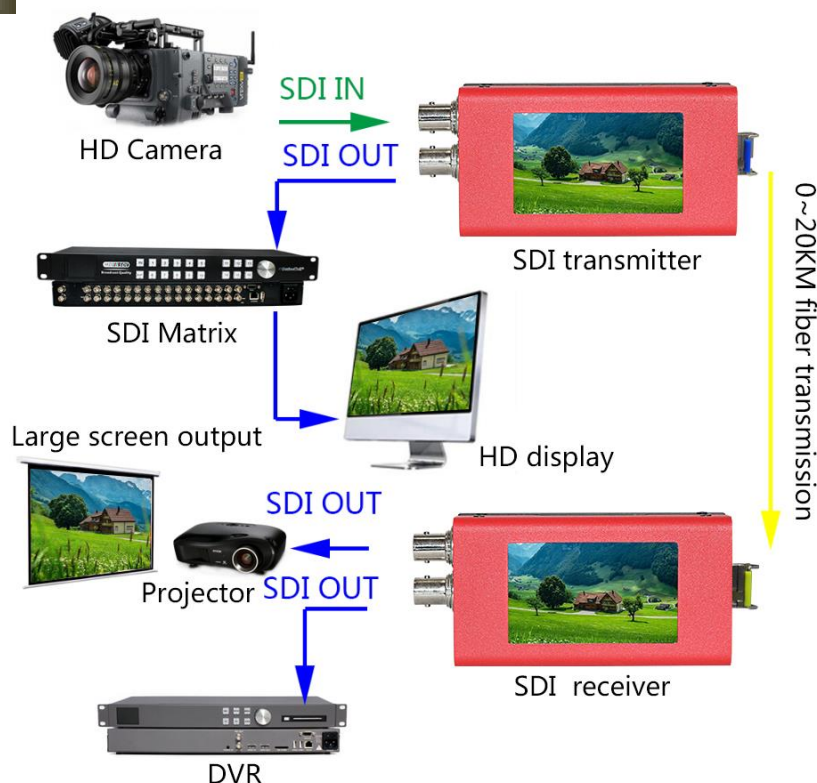 SDI IN
HD Camera
SDI OUT
SDI transmitter
0~20KM fiber transmission
SDI Matrix
Large screen output
HD display
SDI OUT
Projector
SDI OUT
SDI receiver
DVR